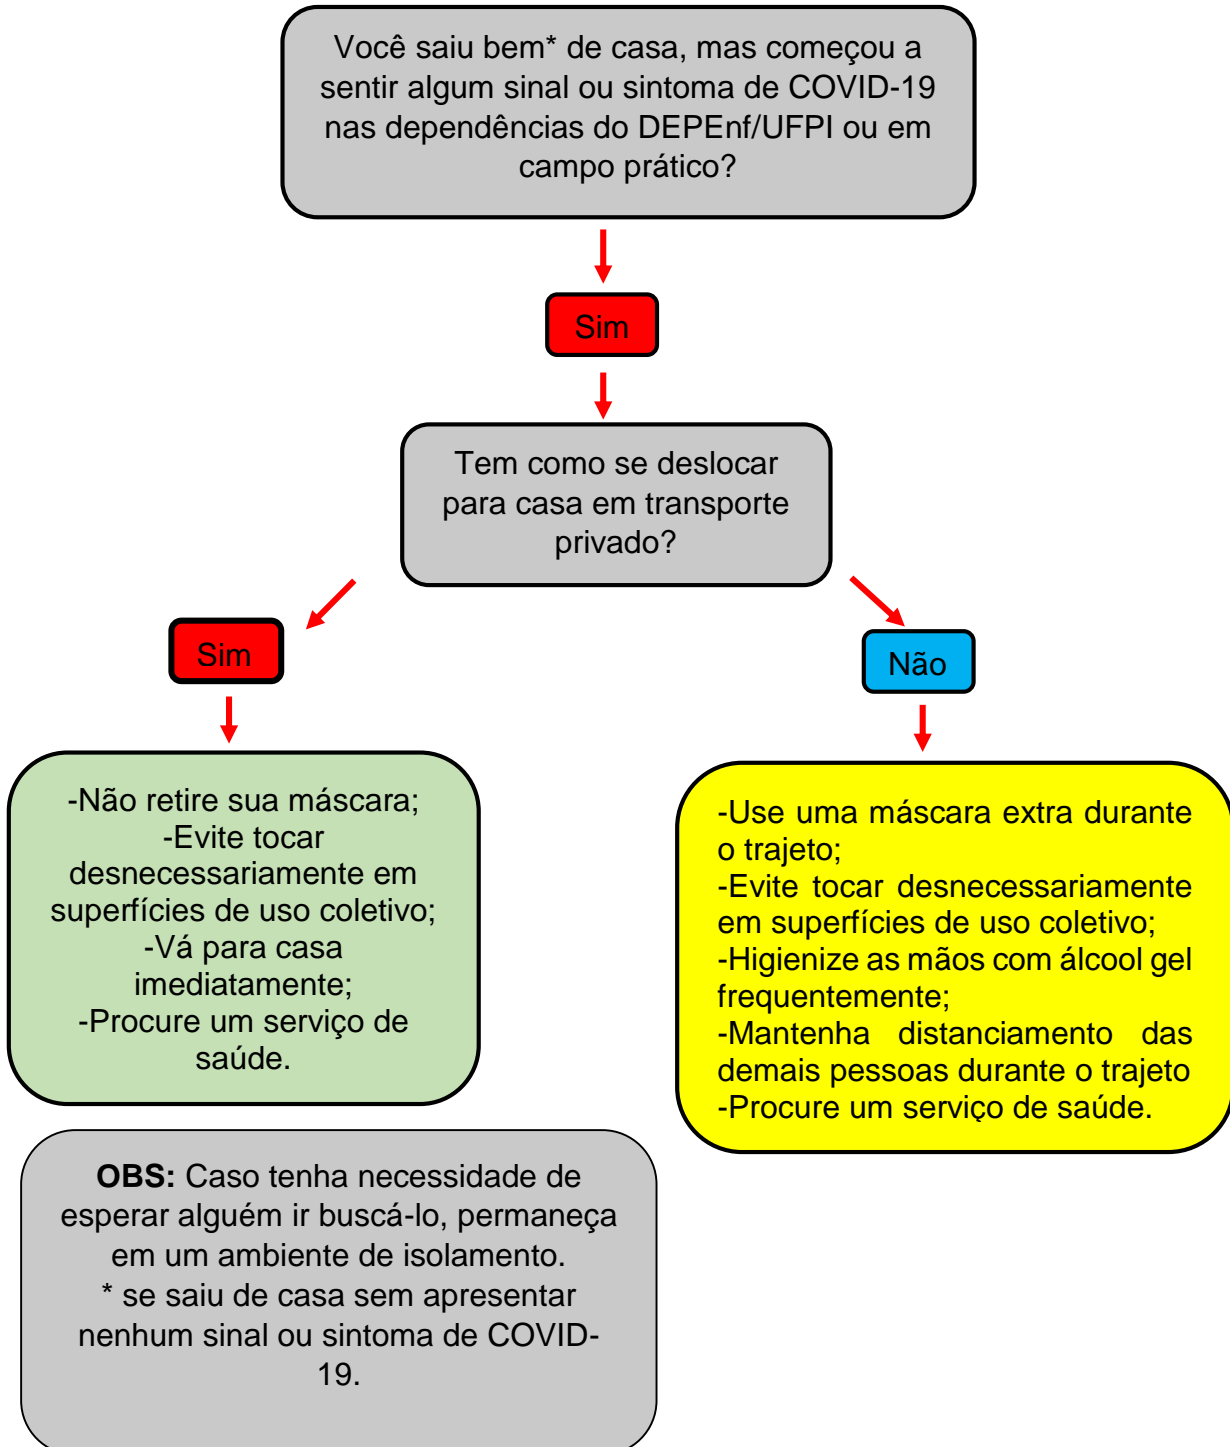 Você saiu bem* de casa, mas começou a
sentir algum sinal ou sintoma de COVID-19
nas dependências do DEPEnf/UFPI ou em
campo prático?
Sim
Tem como se deslocar
para casa em transporte
privado?
Sim
Não
-Não retire sua máscara;
-Evite tocar
desnecessariamente em
superfícies de uso coletivo;
-Vá para casa
imediatamente;
-Procure um serviço de
saúde.
-Use uma máscara extra durante
o trajeto;
-Evite tocar desnecessariamente
em superfícies de uso coletivo;
-Higienize as mãos com álcool gel
frequentemente;
-Mantenha distanciamento das
demais pessoas durante o trajeto
-Procure um serviço de saúde.
OBS: Caso tenha necessidade de
esperar alguém ir buscá-lo, permaneça
em um ambiente de isolamento.
* se saiu de casa sem apresentar
nenhum sinal ou sintoma de COVID-
19.